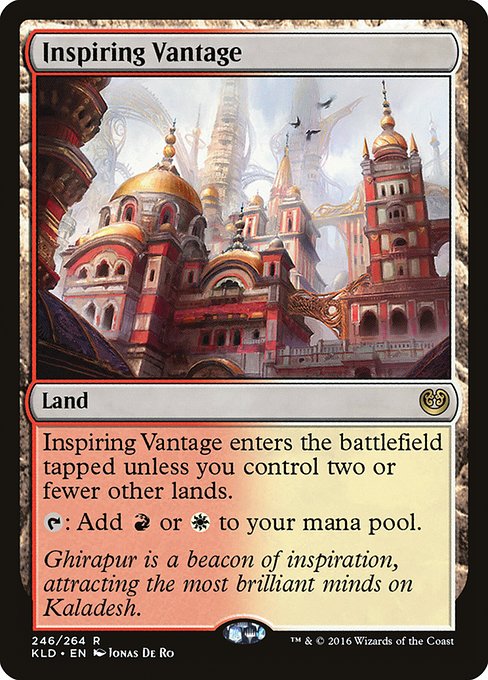 Inspiring Vantage
Land
Inspiring Vantage enters the battlefield
tapped unless you control two or
fewer other lands.
: Add or to your mana pool.
Ghirapur is a beacon of inspiration,
attracting the most brilliant minds on
Kaladesh.
246/264 R
KLD • EN Jonas De Ro
™ & © 2016 Wizards of the Coast